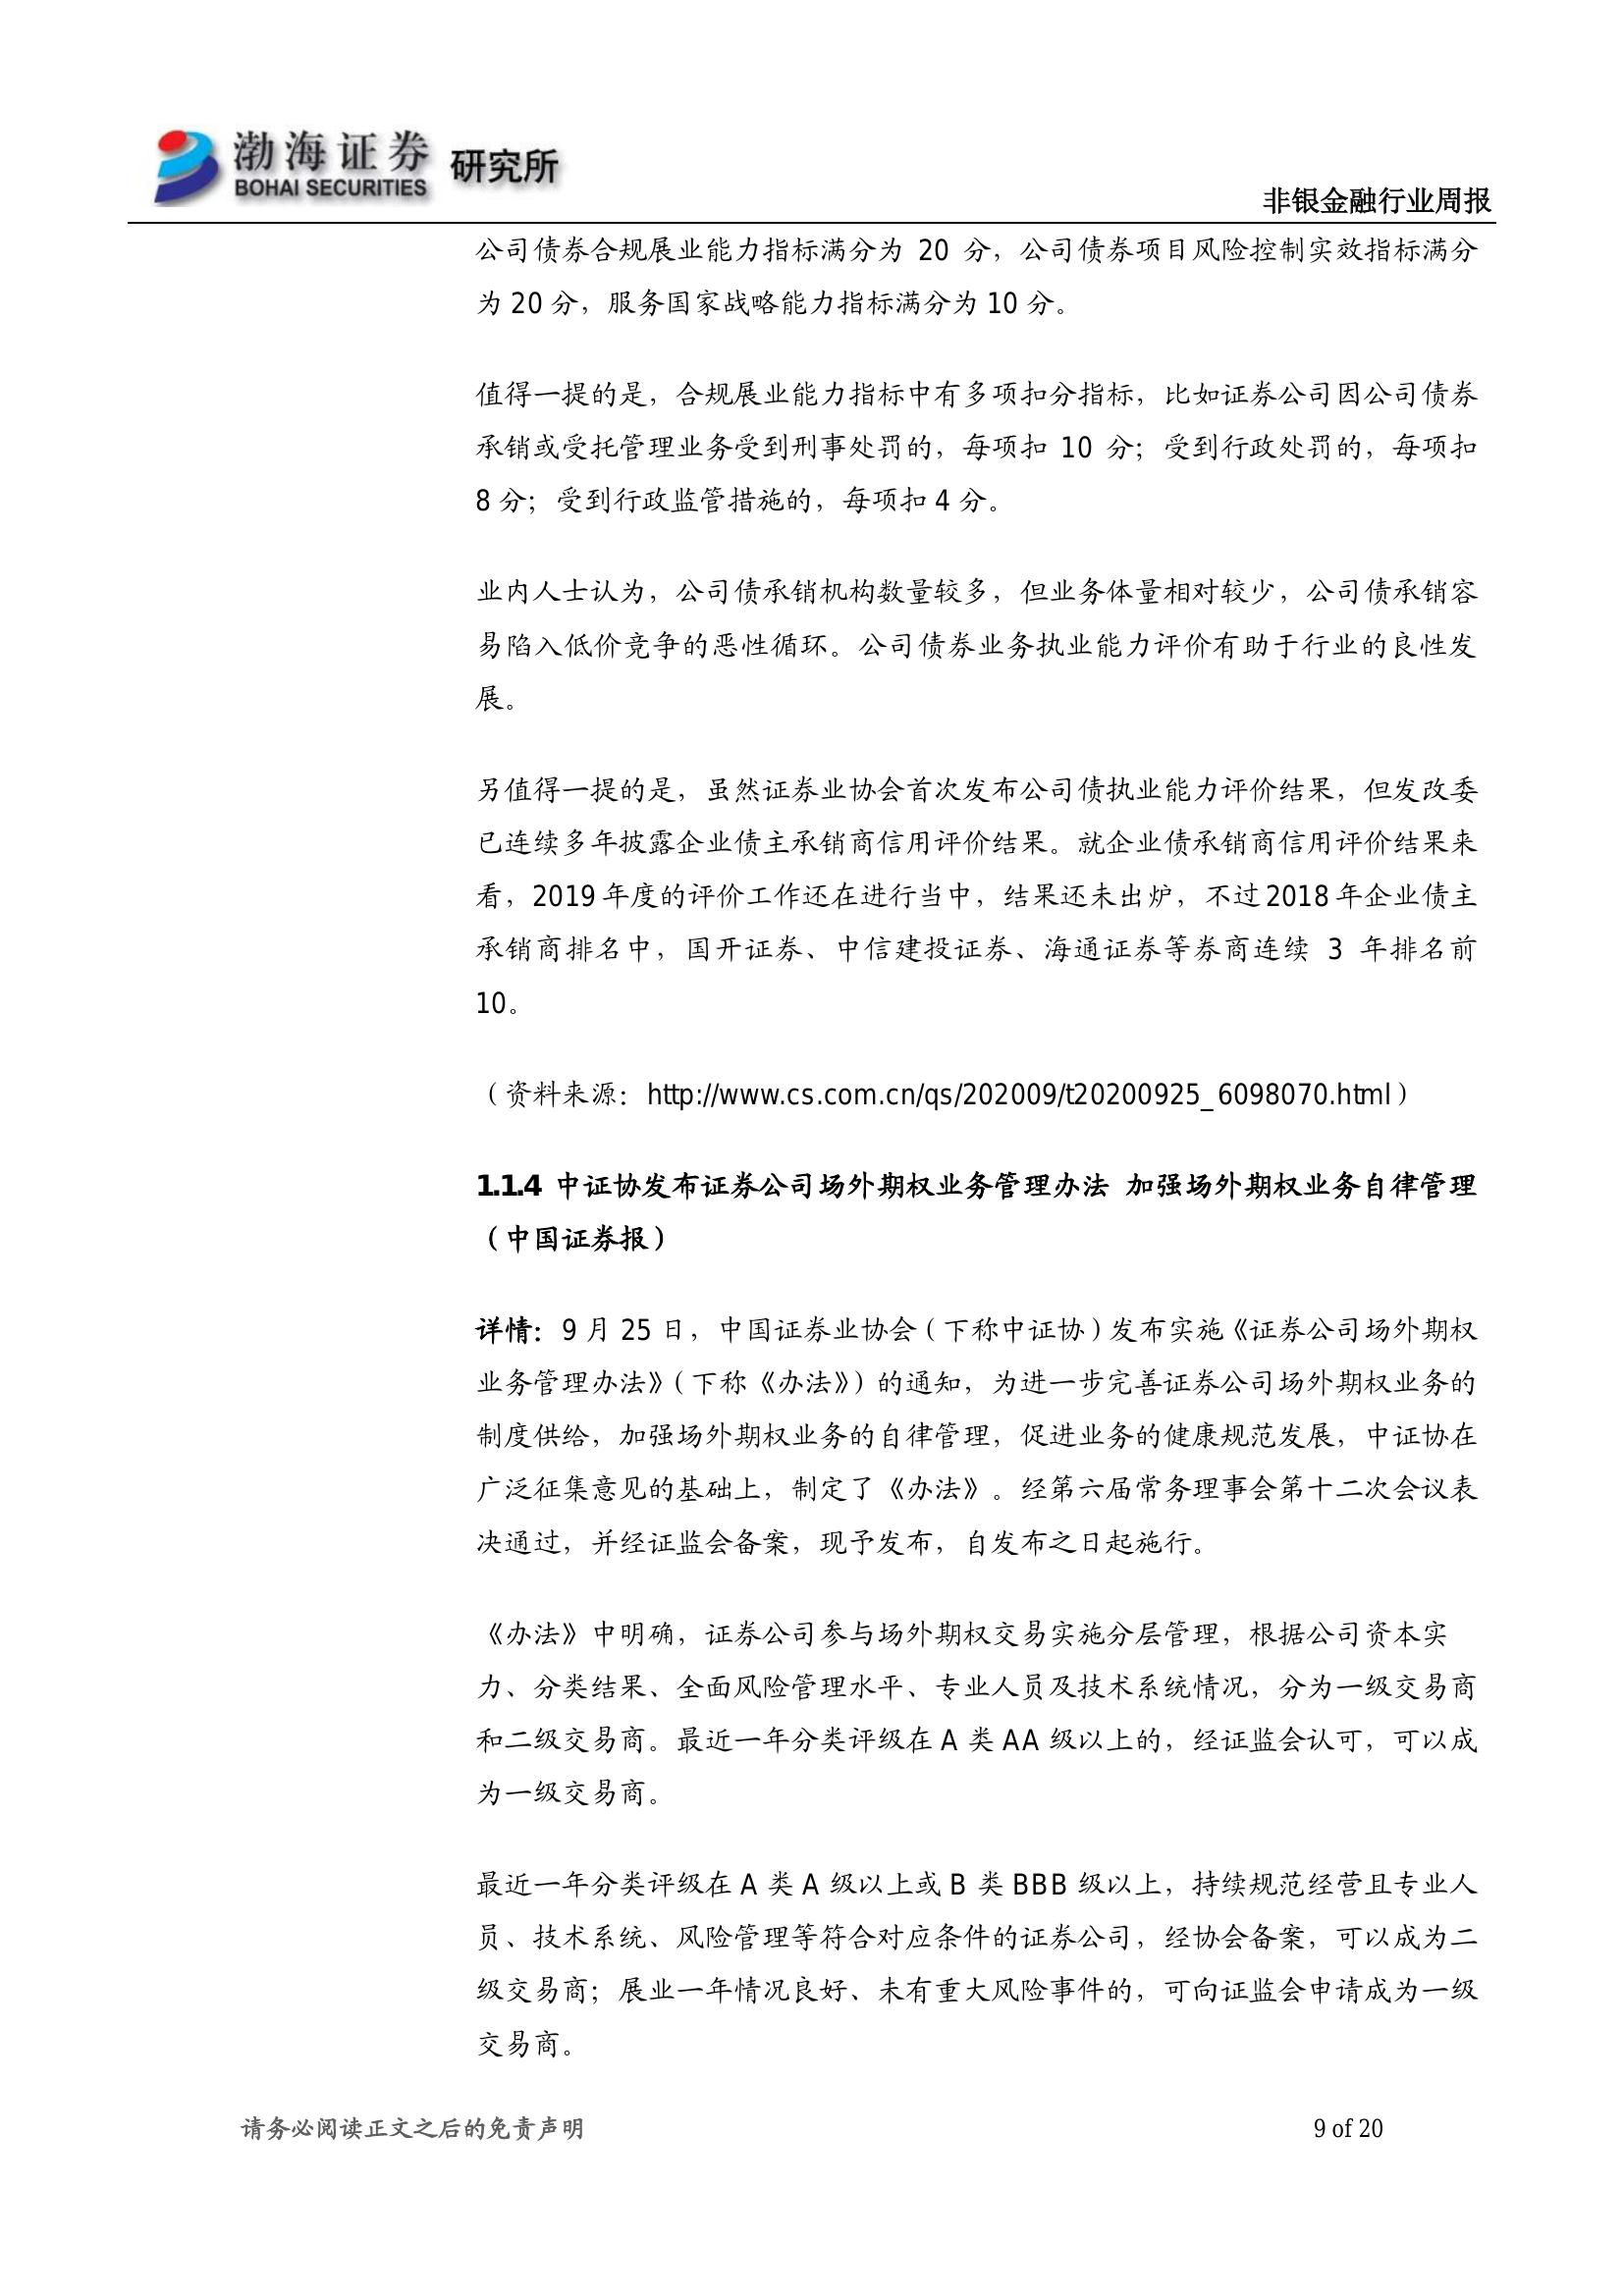 渤海证券 研究所
BOHAI SECURITIES
非银金融行业周报
公司债券合规展业能力指标满分为 20 分，公司债券项目风险控制实效指标满分
为 20 分，服务国家战略能力指标满分为 10 分。
值得一提的是，合规展业能力指标中有多项扣分指标，比如证券公司因公司债券
承销或受托管理业务受到刑事处罚的，每项扣 10 分；受到行政处罚的，每项扣
8 分；受到行政监管措施的，每项扣 4 分。
业内人士认为，公司债承销机构数量较多，但业务体量相对较少，公司债承销容
易陷入低价竞争的恶性循环。公司债券业务执业能力评价有助于行业的良性发
展。
另值得一提的是，虽然证券业协会首次发布公司债执业能力评价结果，但发改委
已连续多年披露企业债主承销商信用评价结果。就企业债承销商信用评价结果来
看，2019 年度的评价工作还在进行当中，结果还未出炉，不过 2018 年企业债主
承销商排名中，国开证券、中信建投证券、海通证券等券商连续 3 年排名前
10。
（资料来源：http://www.cs.com.cn/qs/202009/t20200925_6098070.html）
1.1.4 中证协发布证券公司场外期权业务管理办法 加强场外期权业务自律管理
（中国证券报）
详情：9 月 25 日，中国证券业协会（下称中证协）发布实施《证券公司场外期权
业务管理办法》（下称《办法》）的通知，为进一步完善证券公司场外期权业务的
制度供给，加强场外期权业务的自律管理，促进业务的健康规范发展，中证协在
广泛征集意见的基础上，制定了《办法》。经第六届常务理事会第十二次会议表
决通过，并经证监会备案，现予发布，自发布之日起施行。
《办法》中明确，证券公司参与场外期权交易实施分层管理，根据公司资本实
力、分类结果、全面风险管理水平、专业人员及技术系统情况，分为一级交易商
和二级交易商。最近一年分类评级在 A 类 AA 级以上的，经证监会认可，可以成
为一级交易商。
最近一年分类评级在 A 类 A 级以上或 B 类 BBB 级以上，持续规范经营且专业人
员、技术系统、风险管理等符合对应条件的证券公司，经协会备案，可以成为二
级交易商；展业一年情况良好、未有重大风险事件的，可向证监会申请成为一级
交易商。
请务必阅读正文之后的免责声明
9 of 20